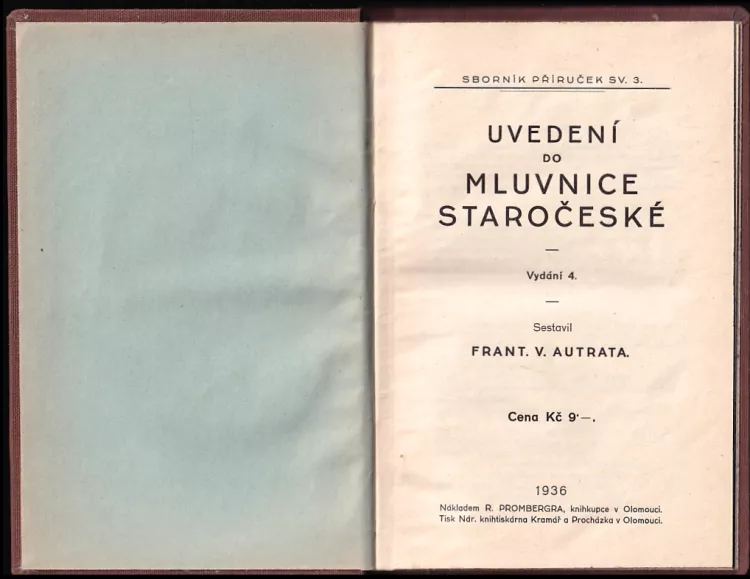 SBORNÍK PŘÍRUČEK SV. 3.
UVEDENÍ
DO
MLUVNICE
STAROČESKÉ
Vydání 4.
Sestavil
FRANT. V. AUTRATA.
Cena Kč 9·—.
1936
Nákladem R. PROMBERGRA, knihkupce v Olomouci.
Tisk Nár. knihtiskárna Kramář a Procházka v Olomouci.